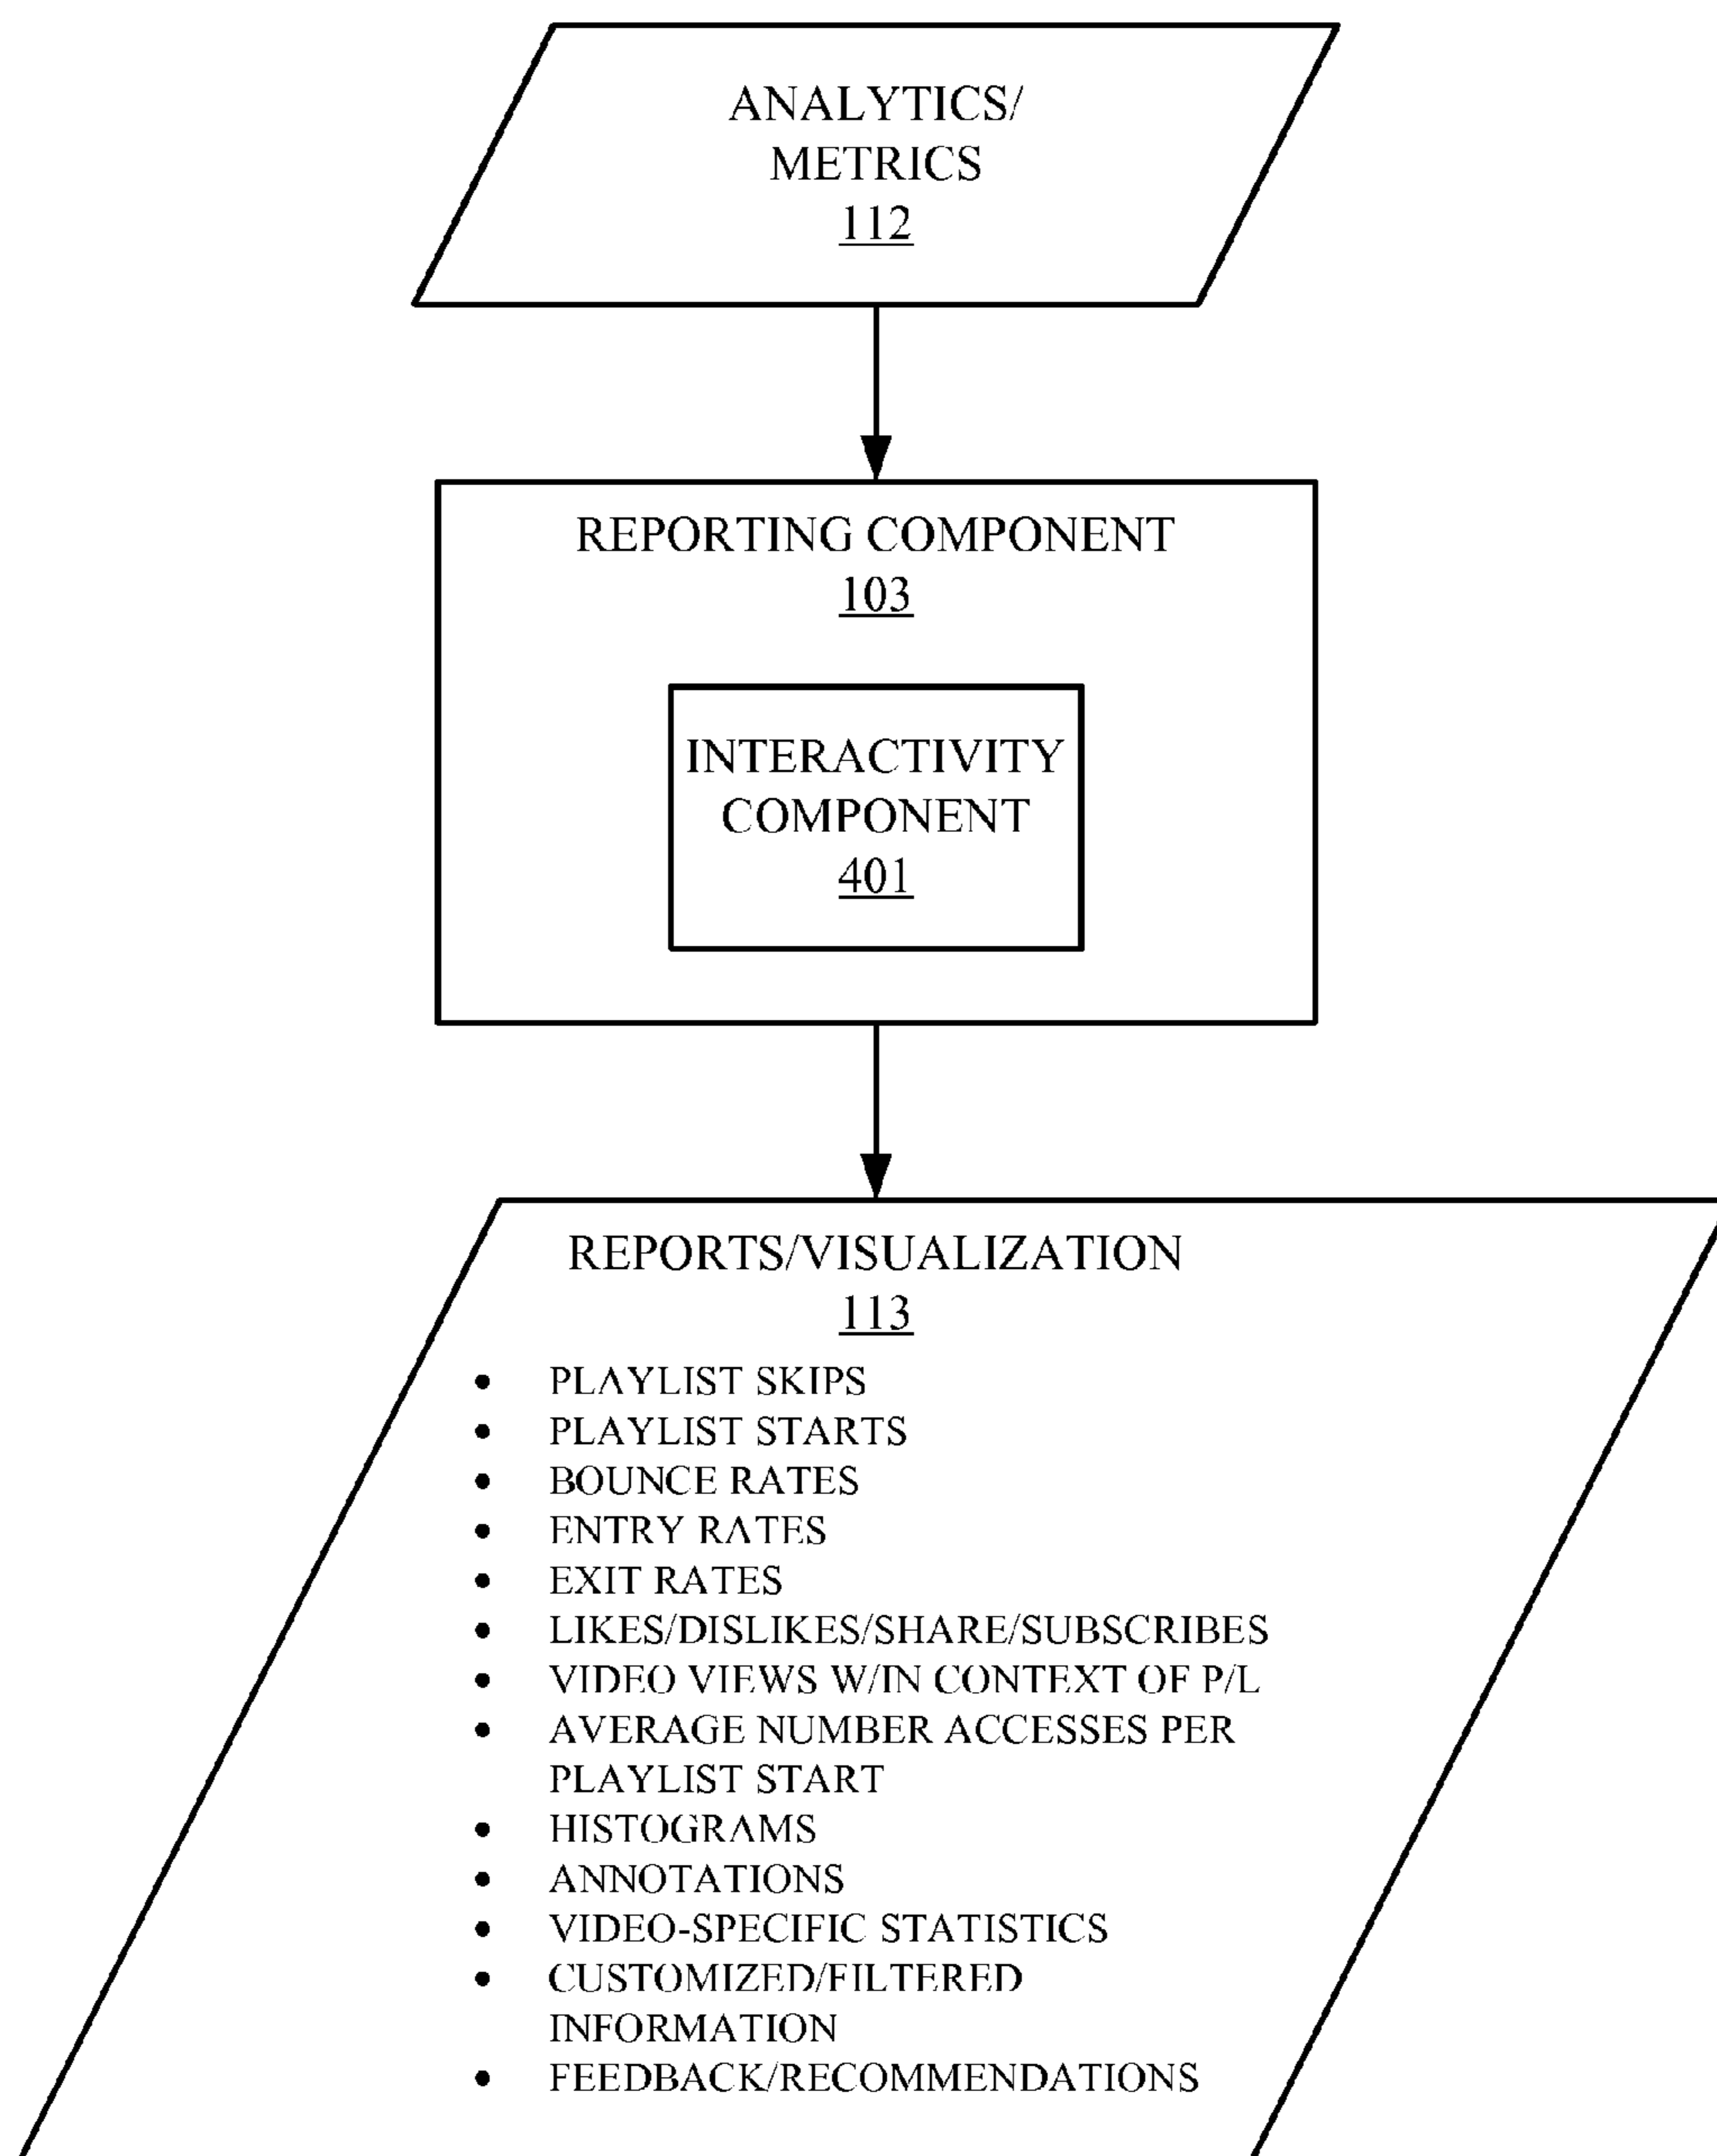 ANALYTICS/
METRICS
112
REPORTING COMPONENT
103
INTERACTIVITY
COMPONENT
401
REPORTS/VISUALIZATION
113
• PLAYLIST SKIPS
• PLAYLIST STARTS
• BOUNCE RATES
• ENTRY RATES
• EXIT RATES
• LIKES/DISLIKES/SHARE/SUBSCRIBES
• VIDEO VIEWS W/IN CONTEXT OF P/L
• AVERAGE NUMBER ACCESSES PER
PLAYLIST START
• HISTOGRAMS
• ANNOTATIONS
• VIDEO-SPECIFIC STATISTICS
• CUSTOMIZED/FILTERED
INFORMATION
• FEEDBACK/RECOMMENDATIONS